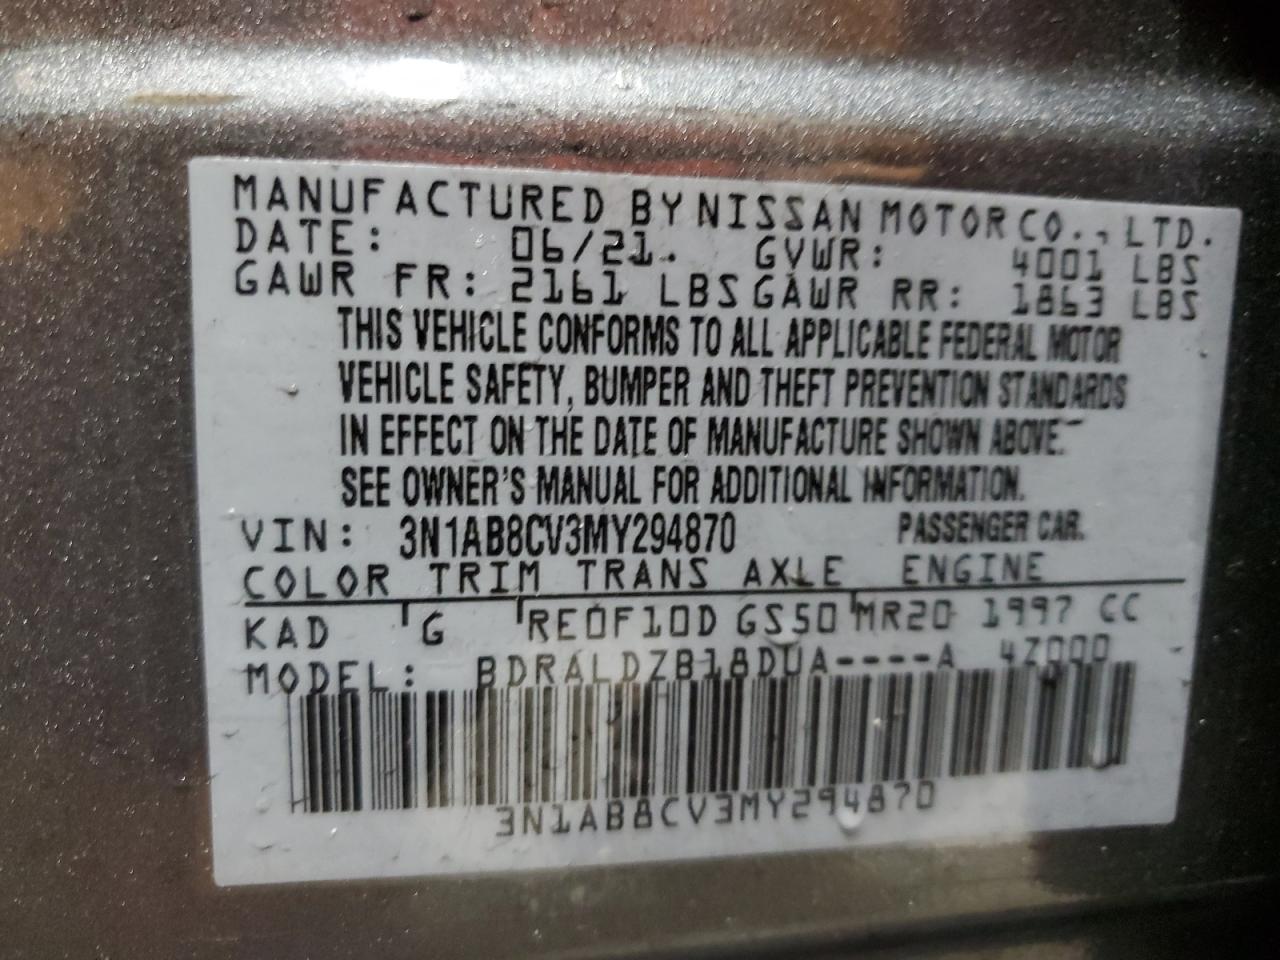 MANUFACTURED BY NISSAN MOTOR CO., LTD.
DATE: 06/21. GVWR: 4001 LBS
GAWR FR: 2161 LBS GAWR RR: 1863 LBS
THIS VEHICLE CONFORMS TO ALL APPLICABLE FEDERAL MOTOR
VEHICLE SAFETY, BUMPER AND THEFT PREVENTION STANDARDS
IN EFFECT ON THE DATE OF MANUFACTURE SHOWN ABOVE.
SEE OWNER'S MANUAL FOR ADDITIONAL INFORMATION.
VIN: 3N1AB8CV3MY294870 PASSENGER CAR.
COLOR TRIM TRANS AXLE ENGINE
KAD G RE0F10D GS50 MR20 1997 CC
MODEL: BDRALDZB18DUA----A 4Z000
3N1AB8CV3MY294870